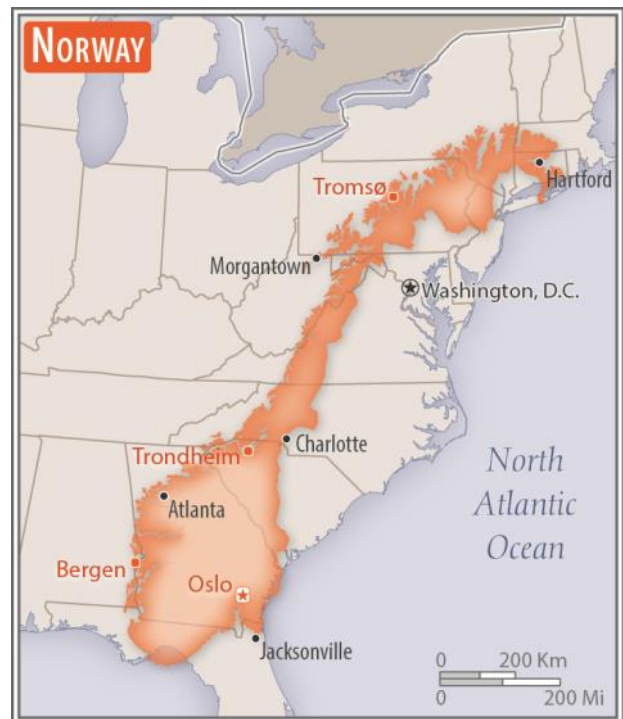 NORWAY
Tromsø
Hartford
Morgantown
Washington, D.C.
Charlotte
Trondheim
North
Atlantic
Ocean
Atlanta
Bergen
Oslo
Jacksonville
0 200 Km
0 200 Mi